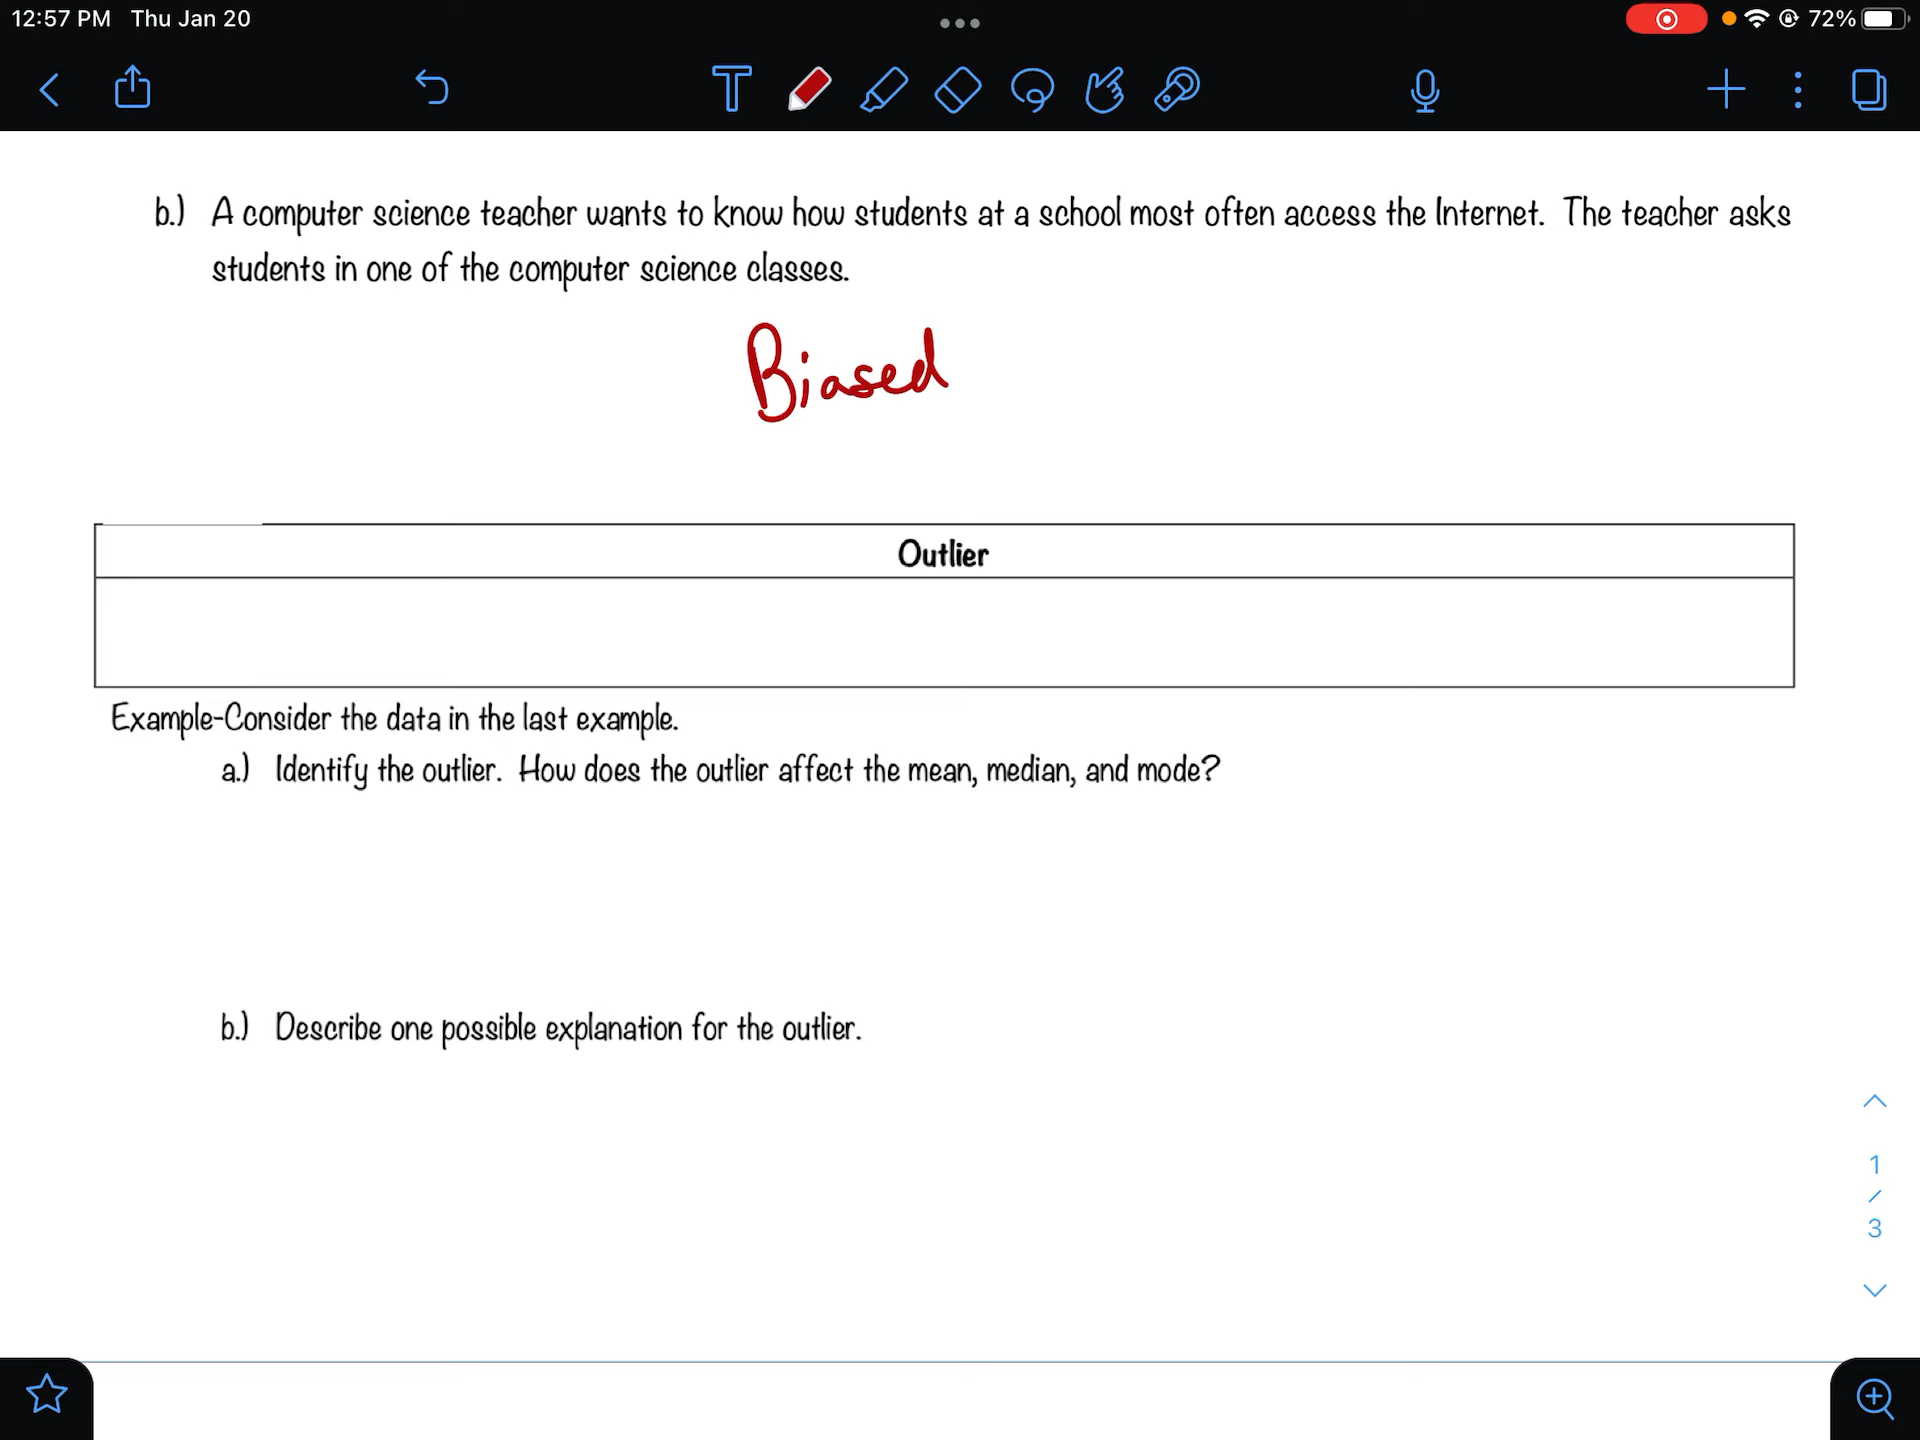 12:57 PM Thu Jan 20
72%
b.) A computer science teacher wants to know how students at a school most often access the Internet. The teacher asks
students in one of the computer science classes.
Biased
Outlier
Example-Consider the data in the last example.
a.) Identify the outlier. How does the outlier affect the mean, median, and mode?
b.) Describe one possible explanation for the outlier.
1
/
3